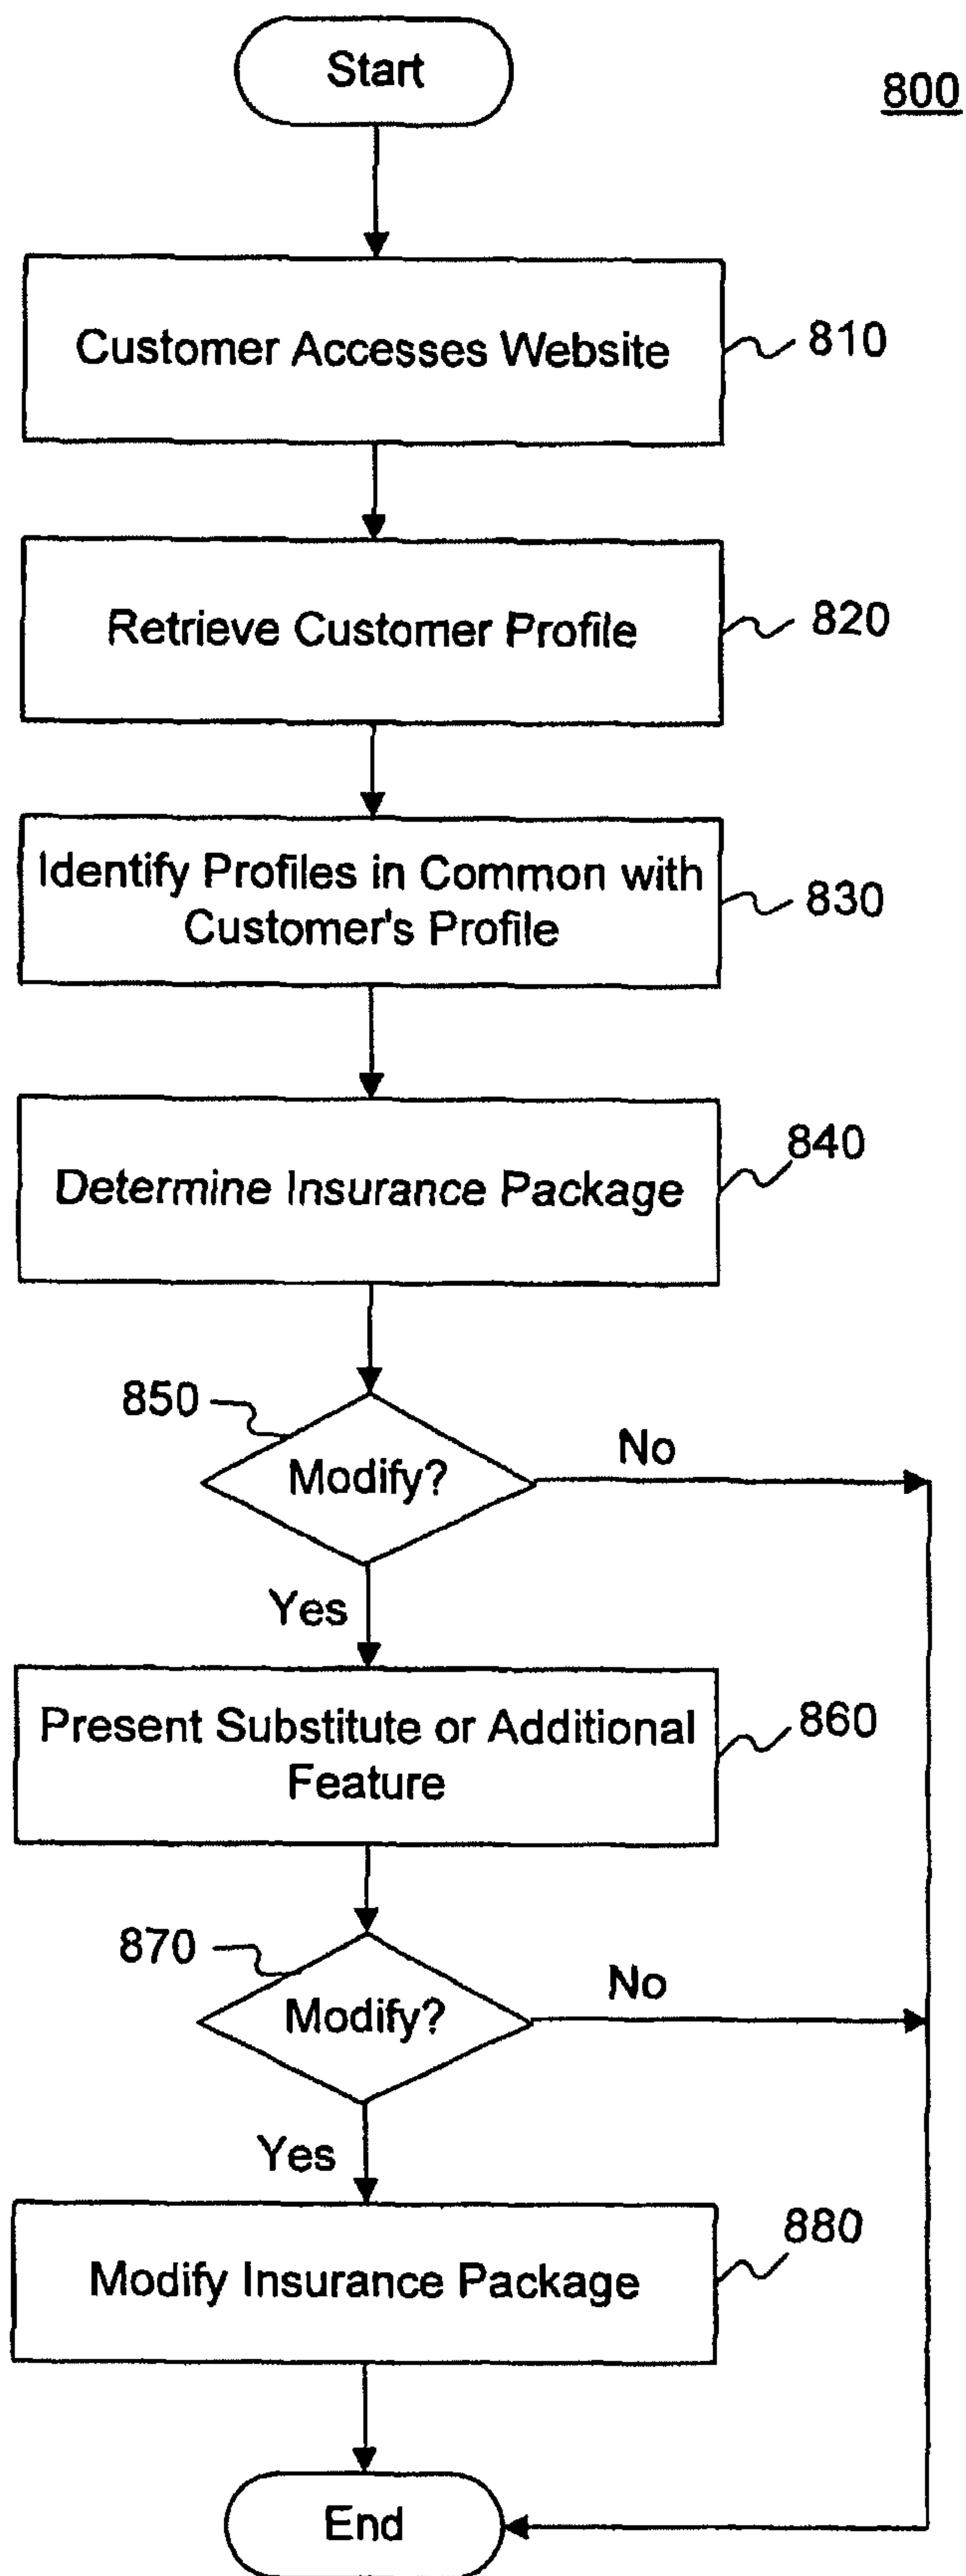 Start
800
Customer Accesses Website
810
Retrieve Customer Profile
820
Identify Profiles in Common with
Customer's Profile
830
Determine Insurance Package
840
850
Modify?
No
Yes
Present Substitute or Additional
Feature
860
870
Modify?
No
Yes
Modify Insurance Package
880
End